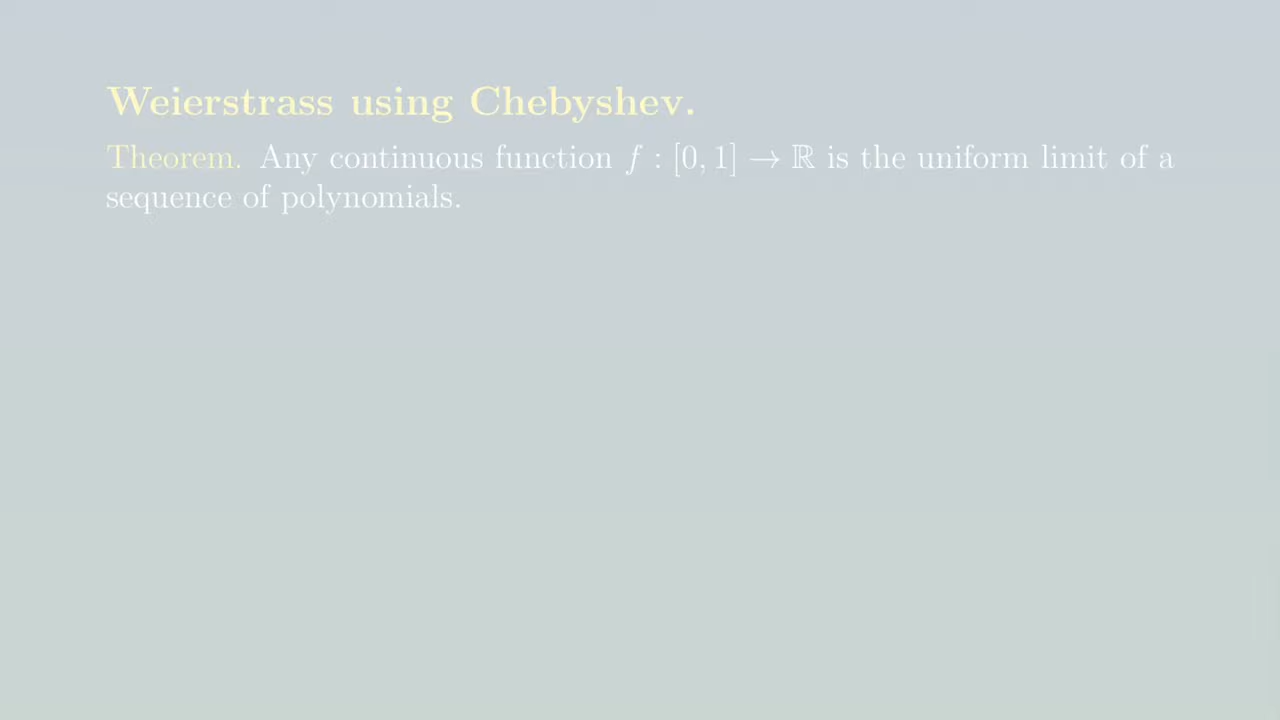 Weierstrass using Chebyshev.
Theorem. Any continuous function f : [0, 1] → ℝ is the uniform limit of a
sequence of polynomials.